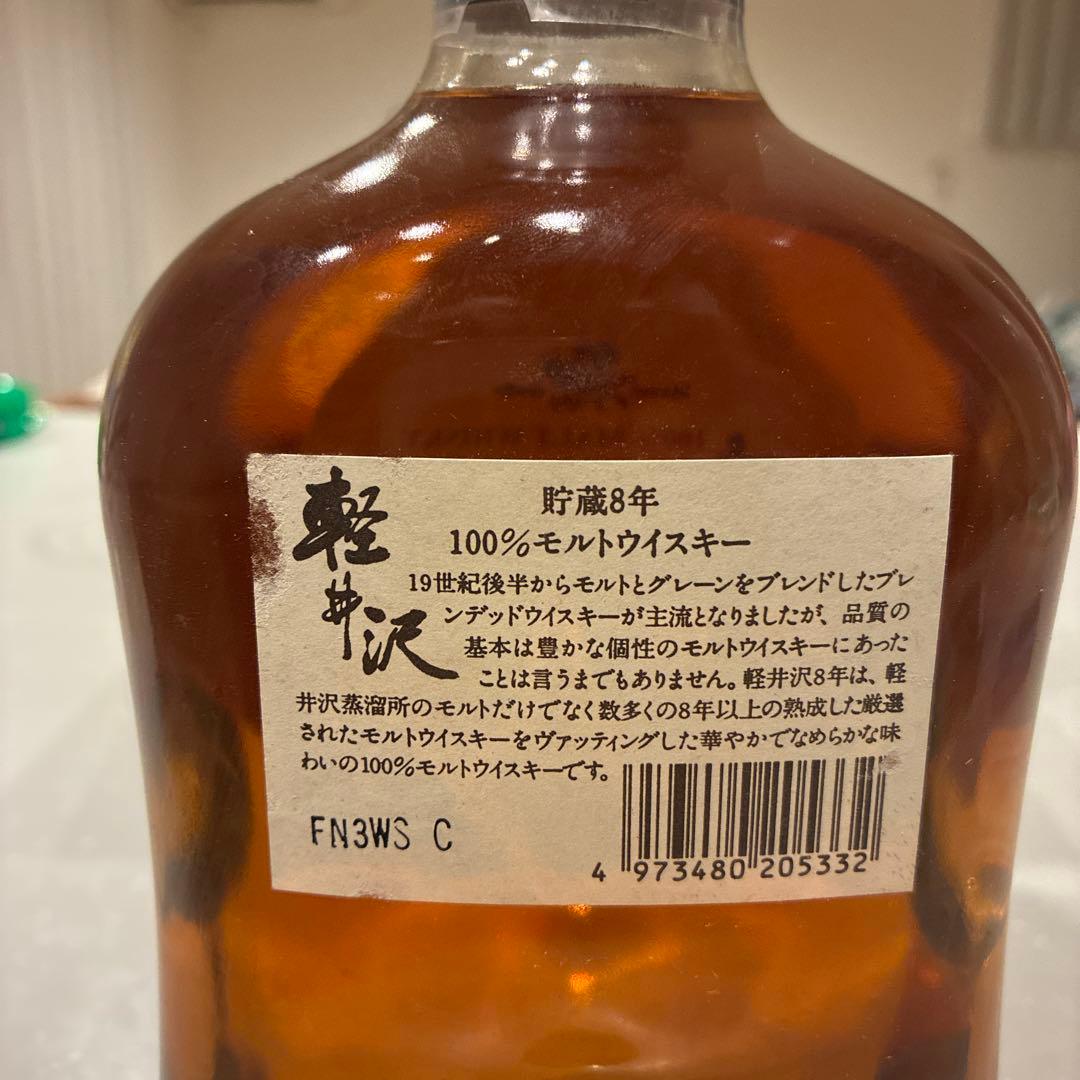 軽井沢
貯蔵8年
100%モルトウイスキー
19世紀後半からモルトとグレーンをブレンドしたブレ
ンデッドウイスキーが主流となりましたが、品質の
基本は豊かな個性のモルトウイスキーにあった
ことは言うまでもありません。軽井沢8年は、軽
井沢蒸溜所のモルトだけでなく数多くの8年以上の熟成した厳選
されたモルトウイスキーをヴァッティングした華やかでなめらかな味
わいの100%モルトウイスキーです。
FN3WS C
4 973480 205332